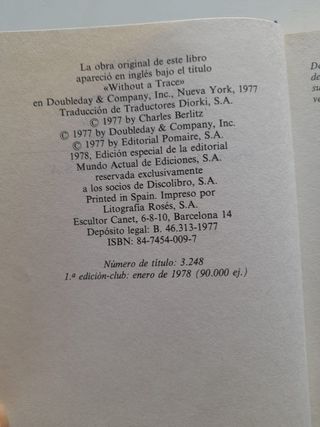 La obra original de este libro
apareció en inglés bajo el título
«Without a Trace»
en Doubleday & Company, Inc., Nueva York, 1977
Traducción de Traductores Diorki, S.A.
© 1977 by Charles Berlitz
© 1977 by Doubleday & Company, Inc.
© 1977 by Editorial Pomaire, S.A.
1978, Edición especial de la editorial
Mundo Actual de Ediciones, S.A.
reservada exclusivamente
a los socios de Discolibro, S.A.
Printed in Spain. Impreso por
Litografía Rosés, S.A.
Escultor Canet, 6-8-10, Barcelona 14
Depósito legal: B. 46.313-1977
ISBN: 84-7454-009-7
Número de título: 3.248
1.ª edición-club: enero de 1978 (90.000 ej.)